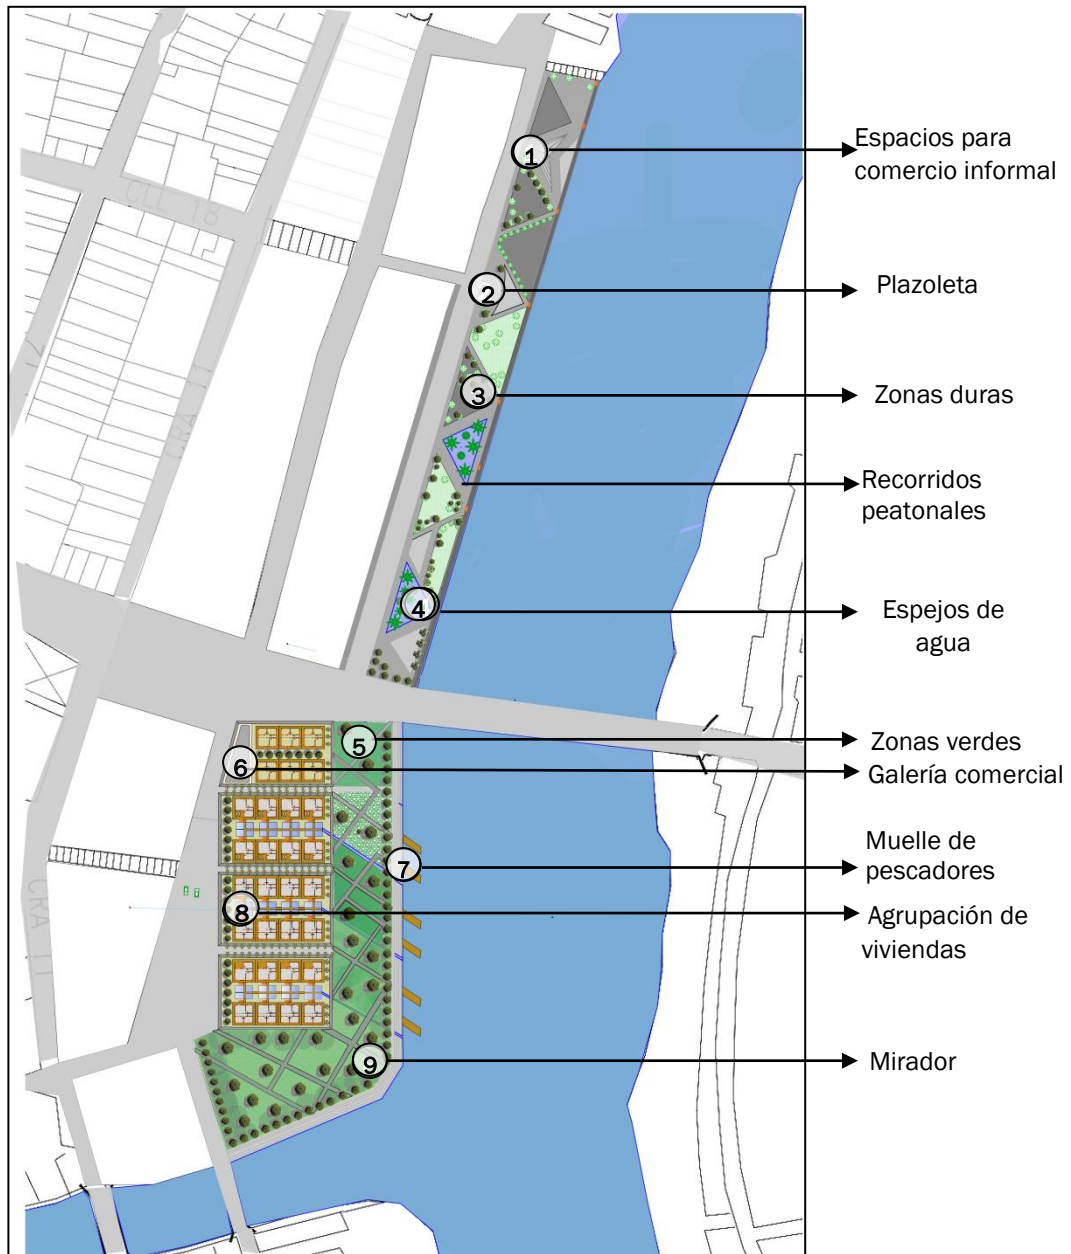 1
Espacios para
comercio informal
CLL 18
2
Plazoleta
3
Zonas duras
CRA
Recorridos
peatonales
4
Espejos de
agua
5
Zonas verdes
6
Galería comercial
7
Muelle de
pescadores
8
Agrupación de
viviendas
CRA 11
9
Mirador